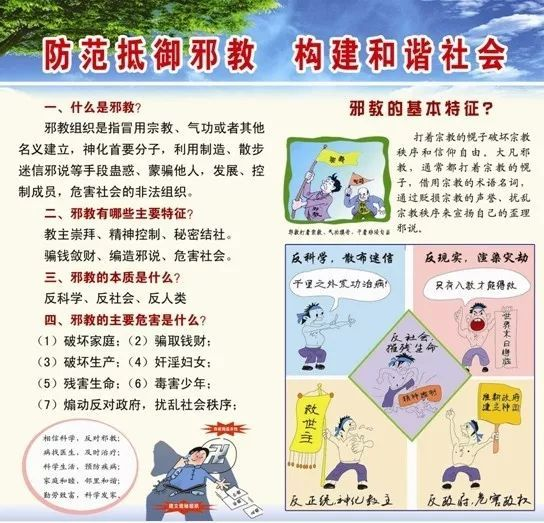 防范抵御邪教 构建和谐社会
一、什么是邪教?
邪教组织是指冒用宗教、气功或者其他
名义建立，神化首要分子，利用制造、散步
迷信邪说等手段蛊惑、蒙骗他人，发展、控
制成员，危害社会的非法组织。
二、邪教有哪些主要特征?
教主崇拜、精神控制、秘密结社。
骗钱敛财、编造邪说、危害社会。
三、邪教的本质是什么?
反科学、反社会、反人类
四、邪教的主要危害是什么?
（1）破坏家庭；（2）骗取钱财；
（3）破坏生产；（4）奸淫妇女；
（5）残害生命；（6）毒害少年；
（7）煽动反对政府，扰乱社会秩序；
相信科学，反对邪教；
病找医生，及时治疗；
科学生活，预防疾病；
家庭和睦，邻里和谐；
勤劳致富，科学发家。
邪教的基本特征?
打着宗教的幌子破坏宗教
秩序和信仰自由。大凡邪
教，通常都打着宗教的幌
子，借用宗教的术语名词，
通过贬损宗教的声誉、扰乱
宗教秩序来宣扬自己的歪理
邪说。
宗教
气功
反科学，散布迷信
千里之外发功治病!
反现实，渲染灾劫
只有入教才能得救
世界末日
反社会
摧残生命
精神控制
救世主
反正统，神化教主
推翻政府
建立神国
反政府，危害政权